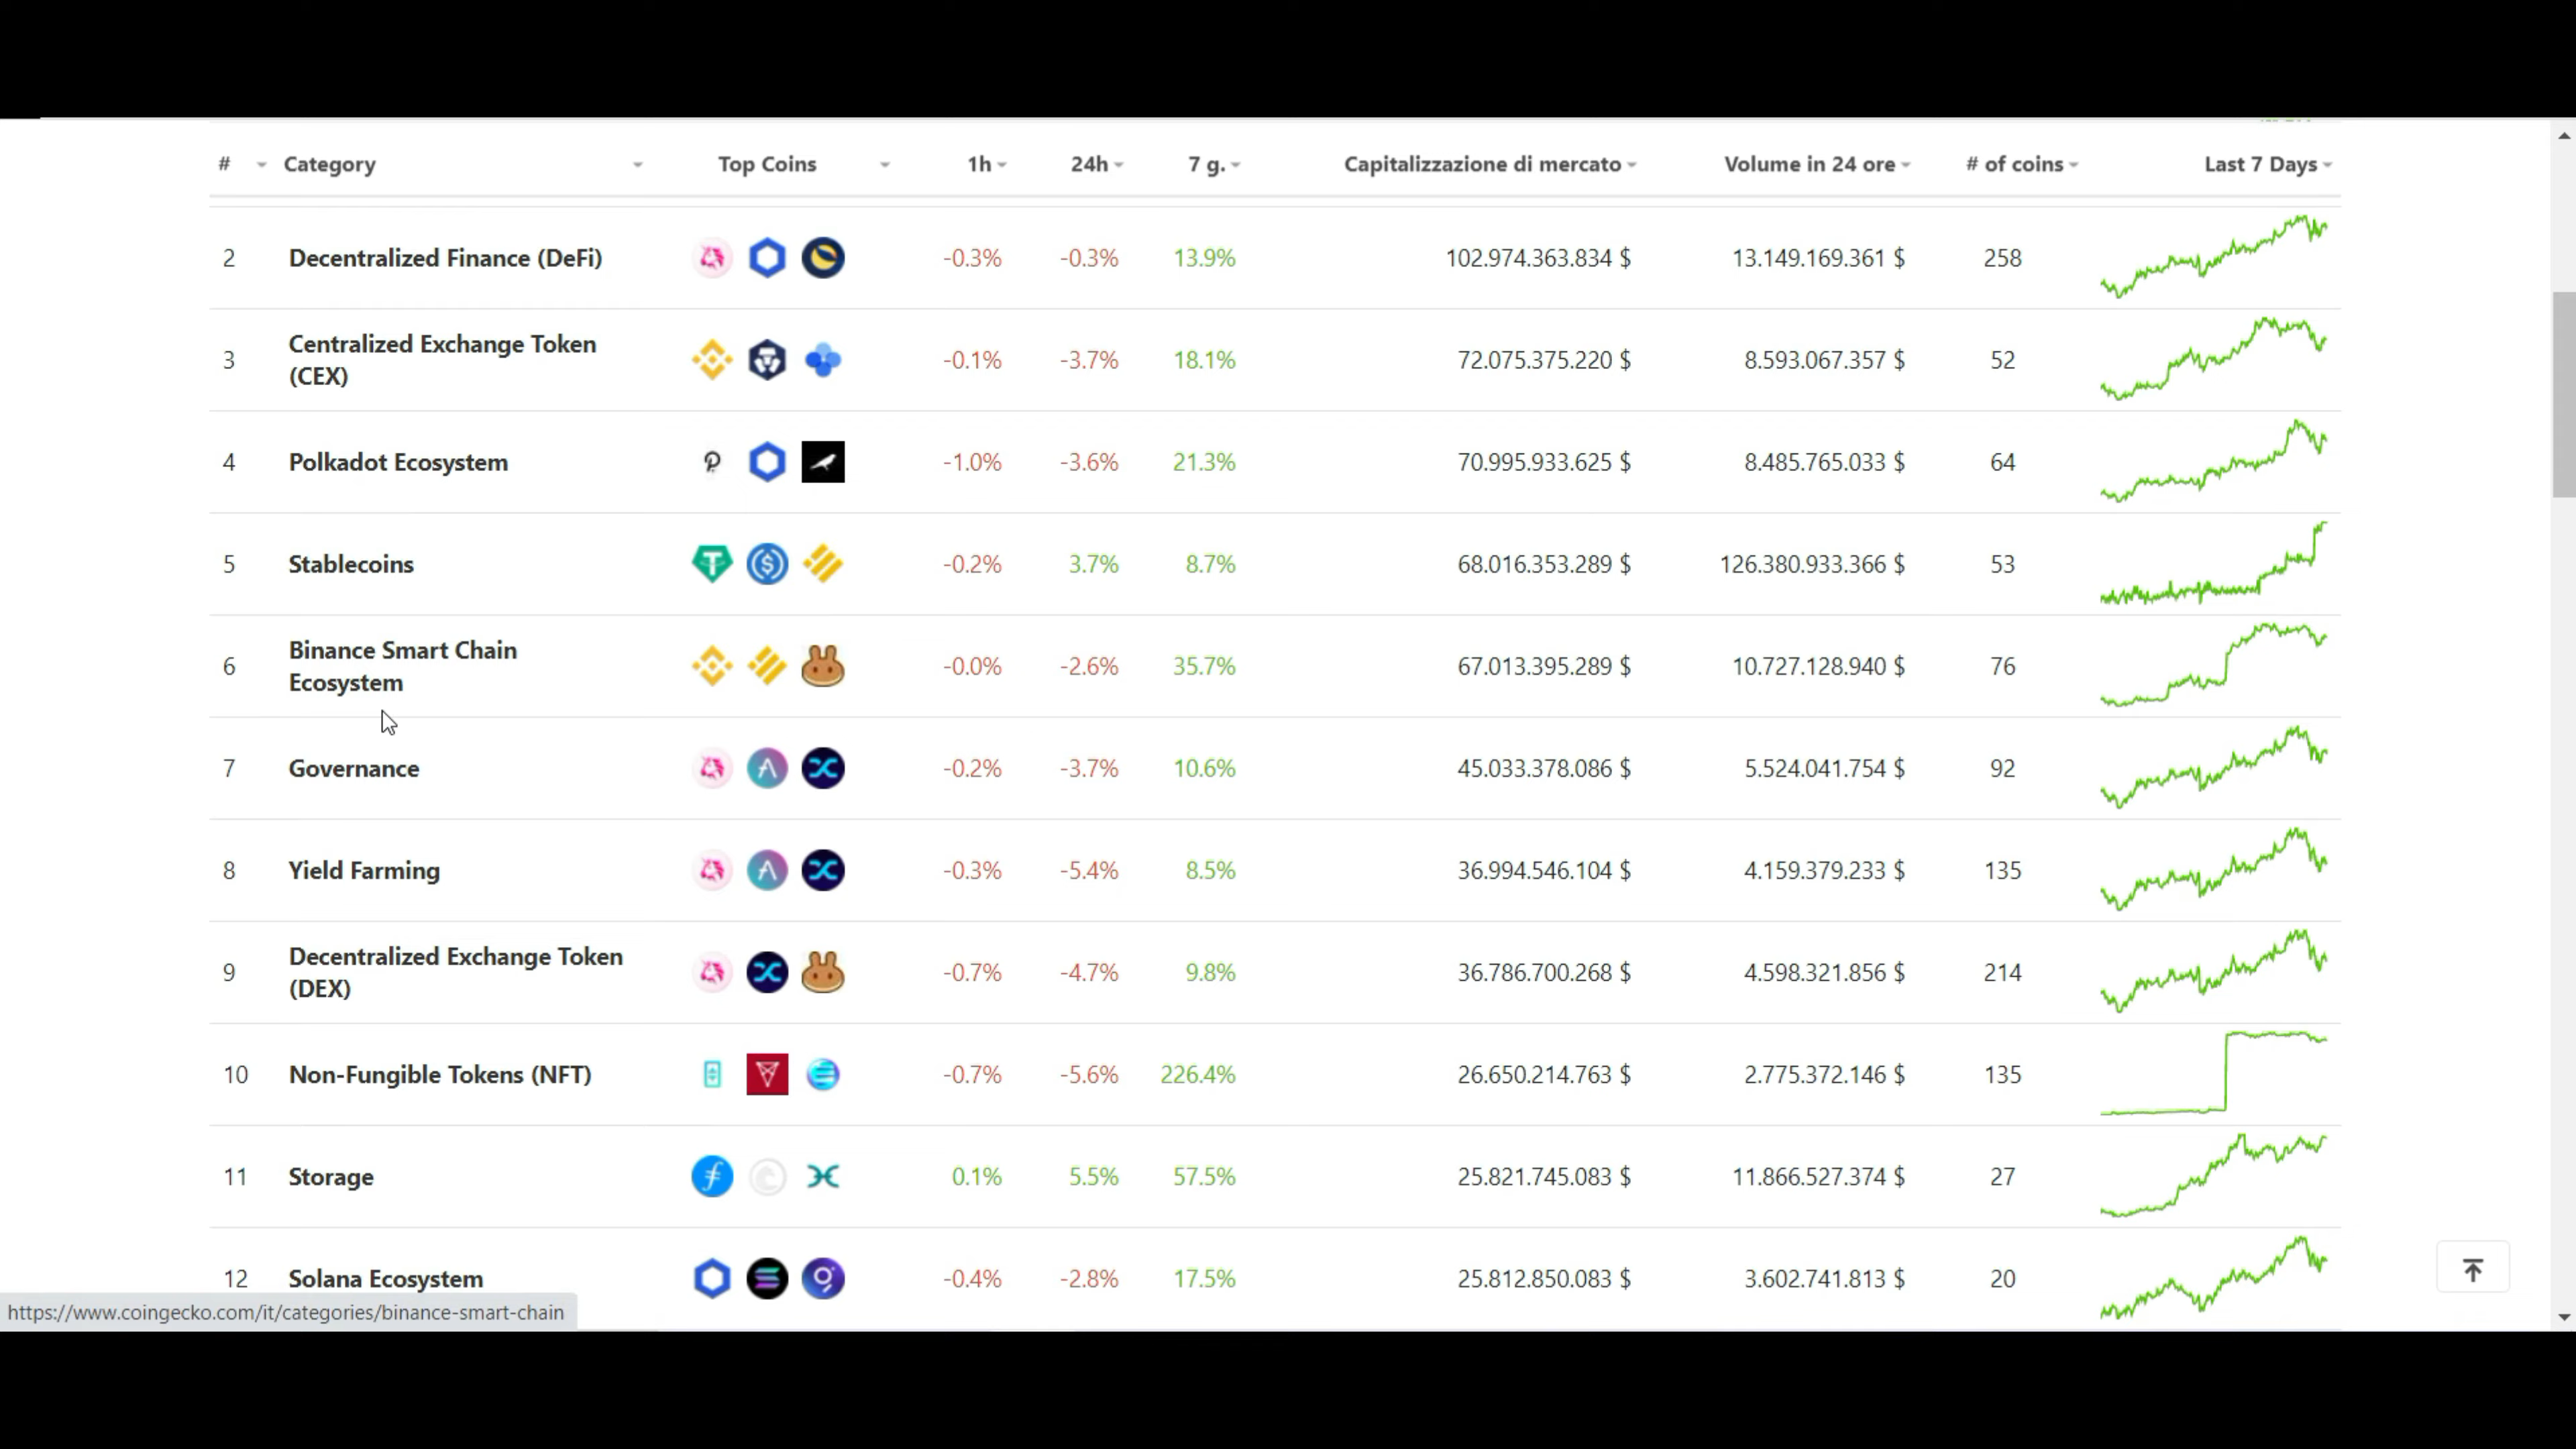 # Category Top Coins 1h 24h 7 g. Capitalizzazione di mercato Volume in 24 ore # of coins Last 7 Days
2 Decentralized Finance (DeFi) -0.3% -0.3% 13.9% 102.974.363.834 $ 13.149.169.361 $ 258
3 Centralized Exchange Token (CEX) -0.1% -3.7% 18.1% 72.075.375.220 $ 8.593.067.357 $ 52
4 Polkadot Ecosystem -1.0% -3.6% 21.3% 70.995.933.625 $ 8.485.765.033 $ 64
5 Stablecoins -0.2% 3.7% 8.7% 68.016.353.289 $ 126.380.933.366 $ 53
6 Binance Smart Chain Ecosystem -0.0% -2.6% 35.7% 67.013.395.289 $ 10.727.128.940 $ 76
7 Governance -0.2% -3.7% 10.6% 45.033.378.086 $ 5.524.041.754 $ 92
8 Yield Farming -0.3% -5.4% 8.5% 36.994.546.104 $ 4.159.379.233 $ 135
9 Decentralized Exchange Token (DEX) -0.7% -4.7% 9.8% 36.786.700.268 $ 4.598.321.856 $ 214
10 Non-Fungible Tokens (NFT) -0.7% -5.6% 226.4% 26.650.214.763 $ 2.775.372.146 $ 135
11 Storage 0.1% 5.5% 57.5% 25.821.745.083 $ 11.866.527.374 $ 27
12 Solana Ecosystem -0.4% -2.8% 17.5% 25.812.850.083 $ 3.602.741.813 $ 20
https://www.coingecko.com/it/categories/binance-smart-chain